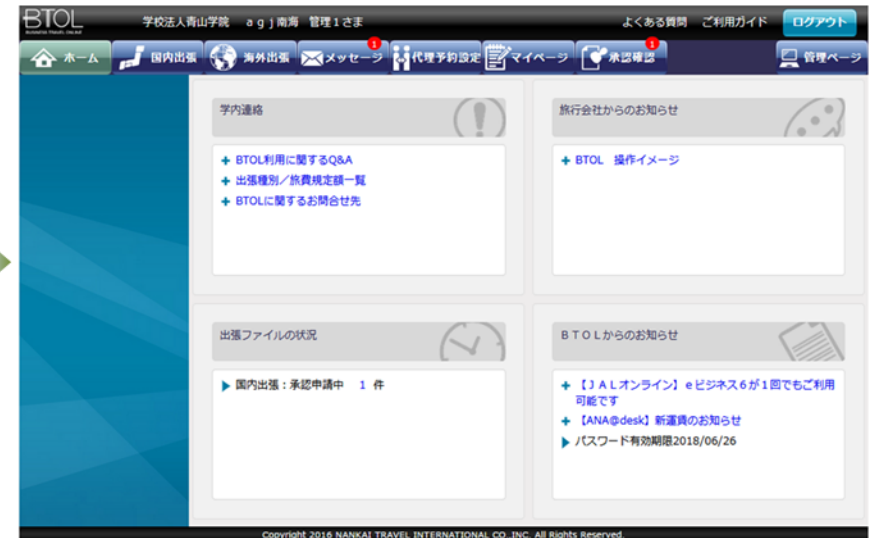 BTOL
BUSINESS TRAVEL ONLINE
学校法人青山学院 ａｇｊ南海 管理１さま
よくある質問 ご利用ガイド ログアウト
ホーム 国内出張 海外出張 メッセージ 1 代理予約設定 マイページ 承認確認 1 管理ページ
学内連絡
BTOL利用に関するQ&A
出張種別／旅費規定額一覧
BTOLに関するお問合せ先
旅行会社からのお知らせ
BTOL 操作イメージ
出張ファイルの状況
国内出張：承認申請中 1 件
ＢＴＯＬからのお知らせ
【ＪＡＬオンライン】ｅビジネス６が１回でもご利用
可能です
【ANA@desk】新運賃のお知らせ
パスワード有効期限2018/06/26
Copyright 2016 NANKAI TRAVEL INTERNATIONAL CO.,INC. All Rights Reserved.